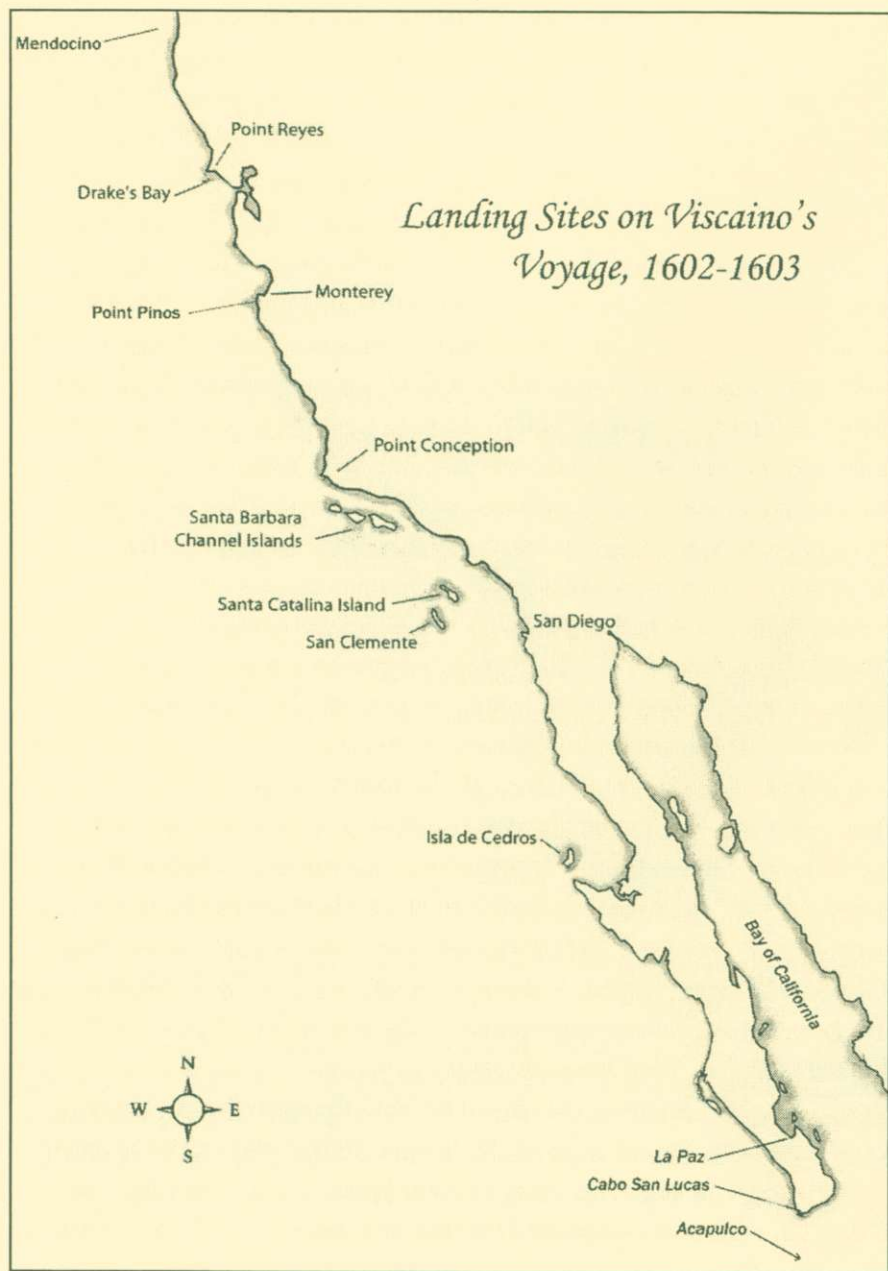 Mendocino
Point Reyes
Drake's Bay
Landing Sites on Viscaino's
Voyage, 1602-1603
Monterey
Point Pinos
Point Conception
Santa Barbara
Channel Islands
Santa Catalina Island
San Clemente
San Diego
Isla de Cedros
Bay of California
N
W
E
S
La Paz
Cabo San Lucas
Acapulco